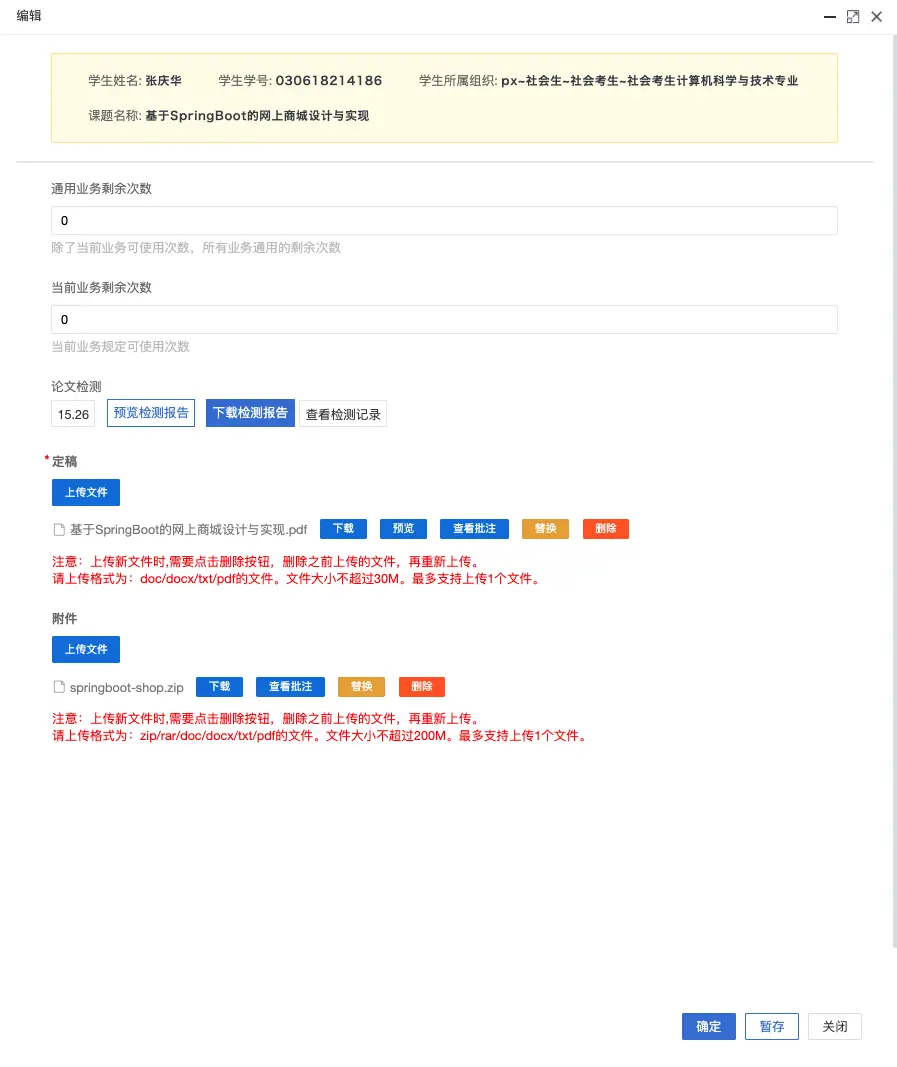 编辑
学生姓名: 张庆华 学生学号: 030618214186 学生所属组织: px~社会生~社会考生~社会考生计算机科学与技术专业
课题名称: 基于SpringBoot的网上商城设计与实现
通用业务剩余次数
0
除了当前业务可使用次数，所有业务通用的剩余次数
当前业务剩余次数
0
当前业务规定可使用次数
论文检测
15.26 预览检测报告 下载检测报告 查看检测记录
* 定稿
上传文件
基于SpringBoot的网上商城设计与实现.pdf 下载 预览 查看批注 替换 删除
注意：上传新文件时,需要点击删除按钮，删除之前上传的文件，再重新上传。
请上传格式为：doc/docx/txt/pdf的文件。文件大小不超过30M。最多支持上传1个文件。
附件
上传文件
springboot-shop.zip 下载 查看批注 替换 删除
注意：上传新文件时,需要点击删除按钮，删除之前上传的文件，再重新上传。
请上传格式为：zip/rar/doc/docx/txt/pdf的文件。文件大小不超过200M。最多支持上传1个文件。
确定 暂存 关闭